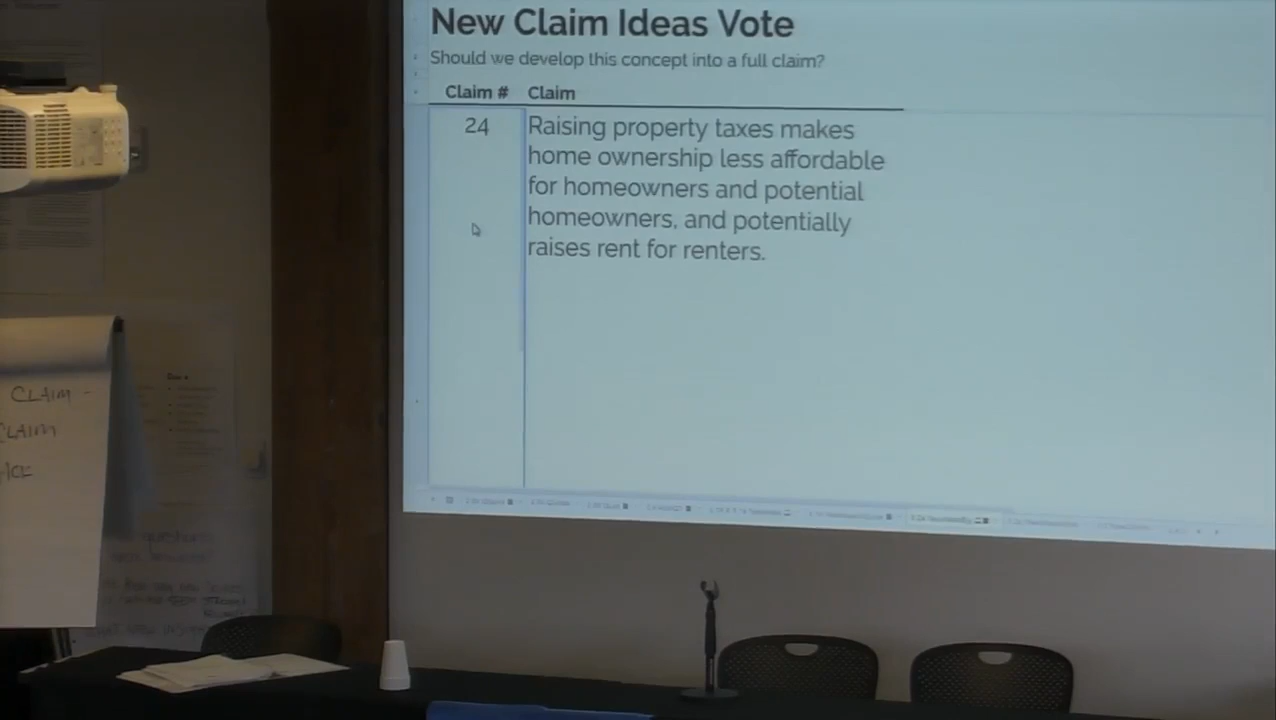 New Claim Ideas Vote
Should we develop this concept into a full claim?
Claim # Claim
24 Raising property taxes makes
home ownership less affordable
for homeowners and potential
homeowners, and potentially
raises rent for renters.
CLAIM -
CLAIM